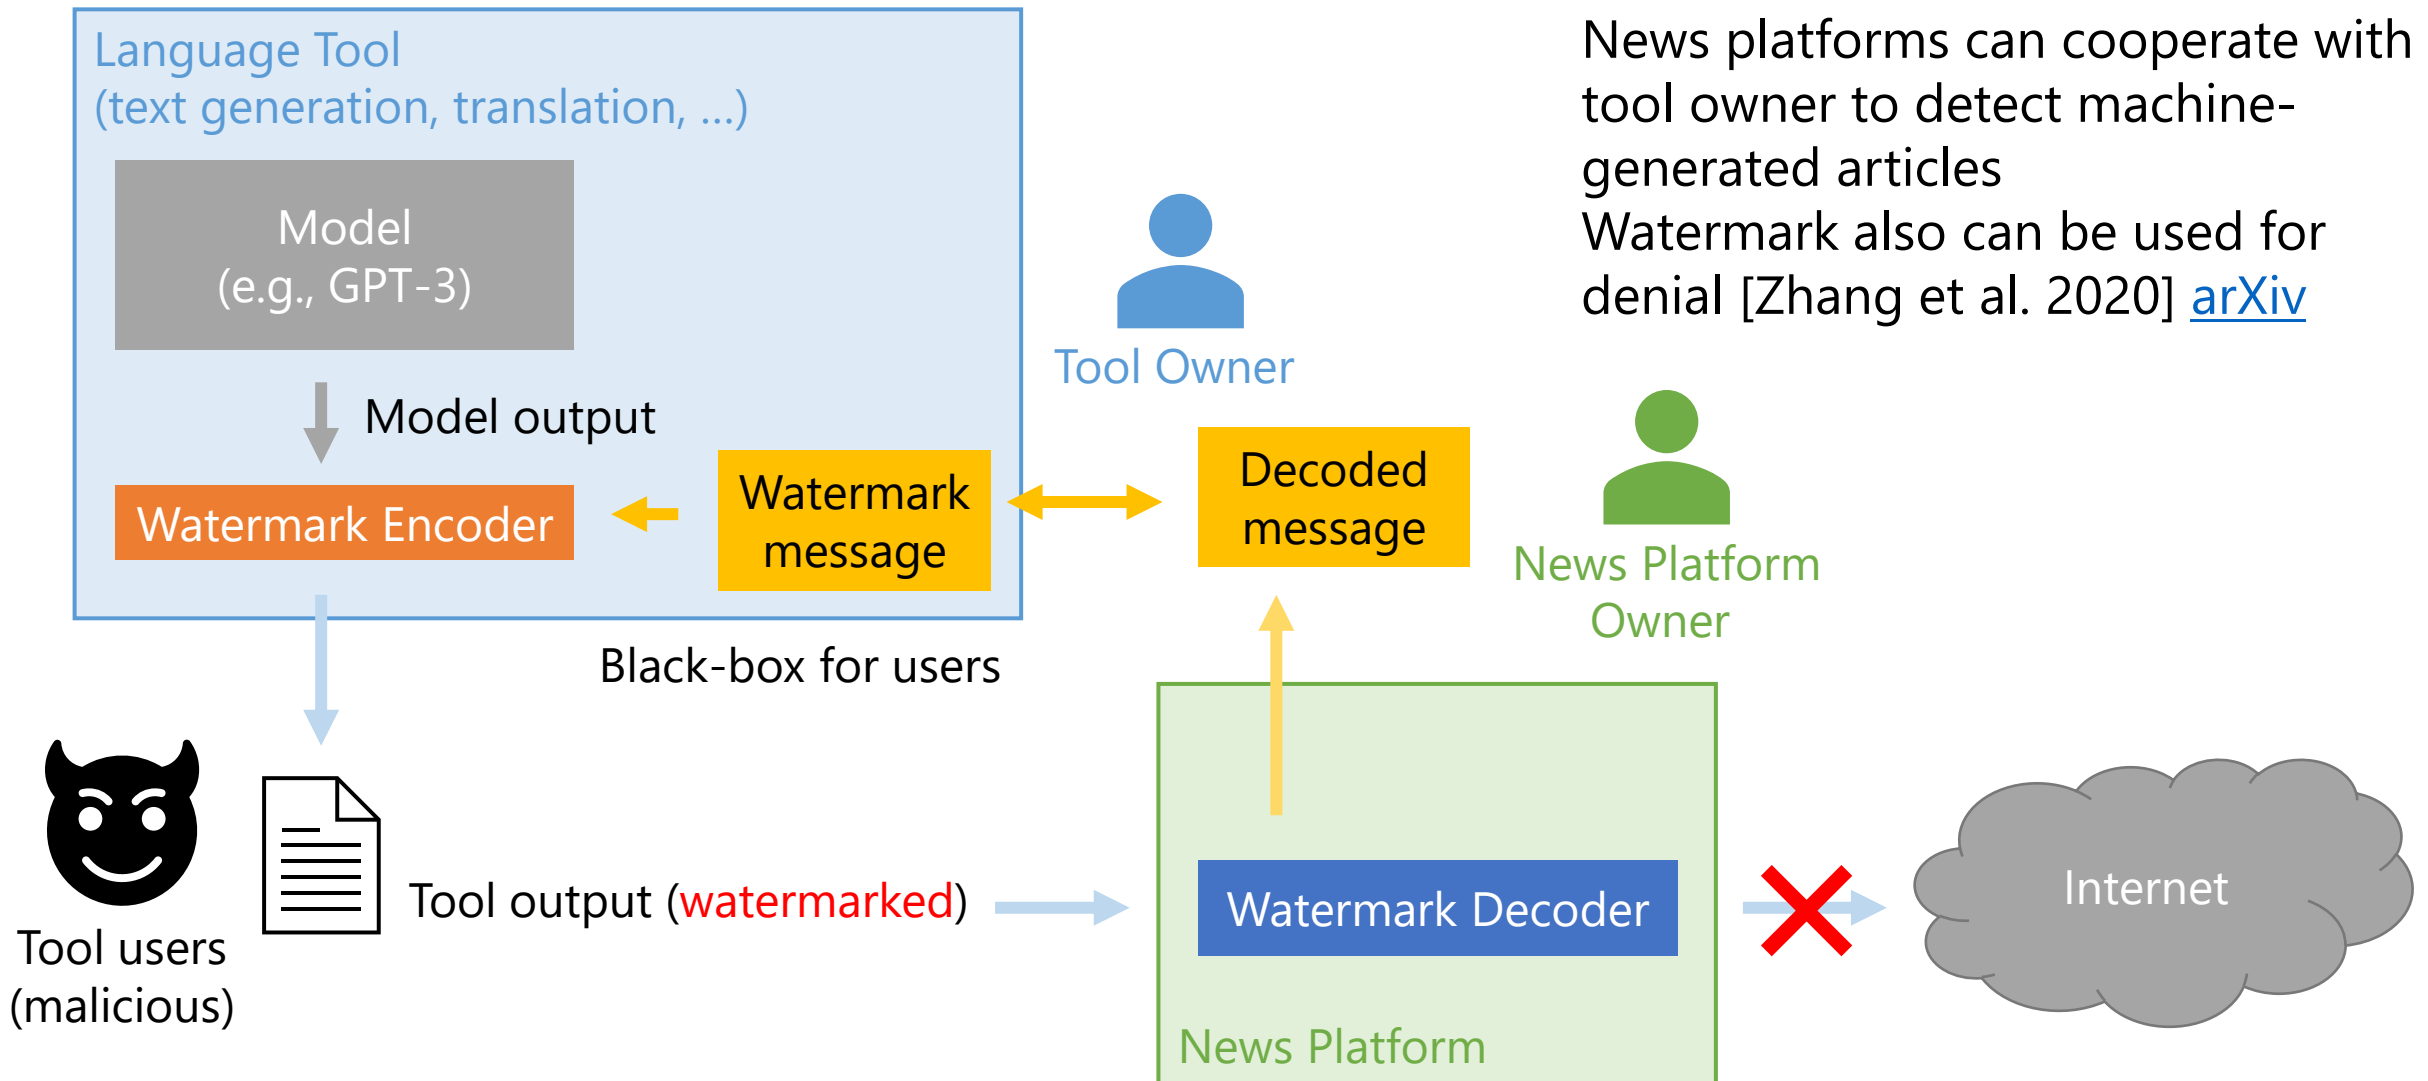 Language Tool
(text generation, translation, ...)
Model
(e.g., GPT-3)
Model output
Watermark Encoder
Watermark
message
Black-box for users
Tool Owner
Decoded
message
News Platform
Owner
News platforms can cooperate with
tool owner to detect machine-
generated articles
Watermark also can be used for
denial [Zhang et al. 2020] arXiv
Tool users
(malicious)
Tool output (watermarked)
Watermark Decoder
News Platform
Internet